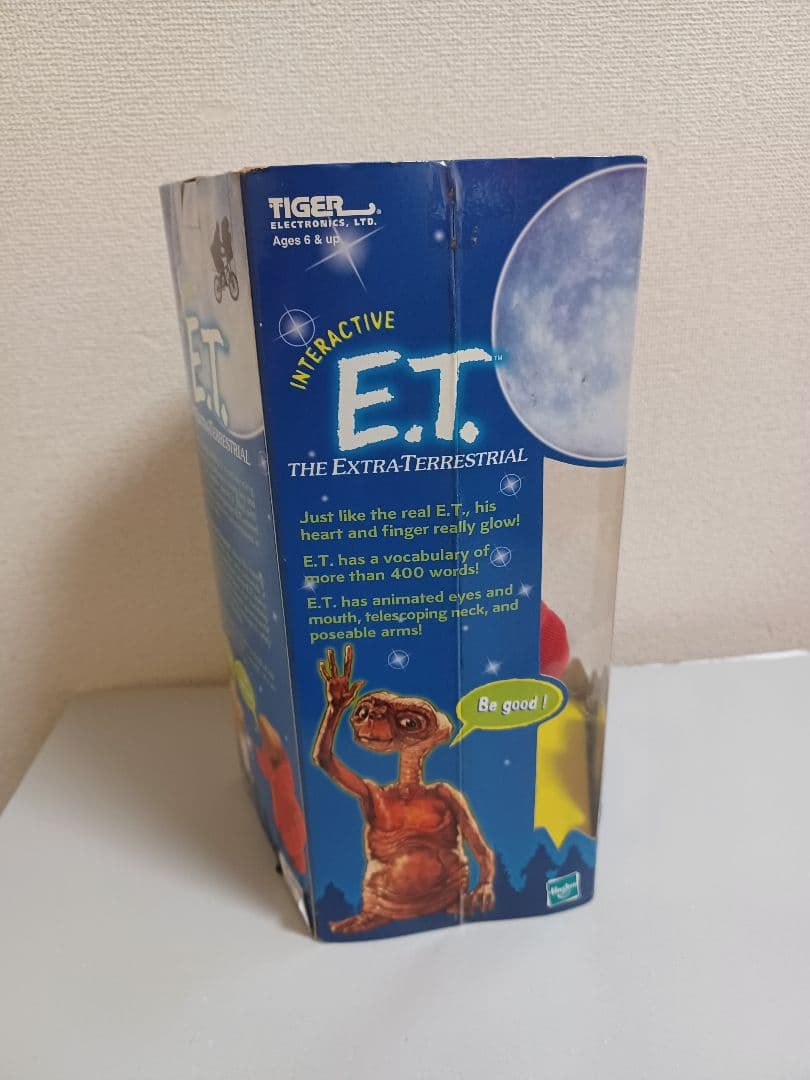 TIGER
ELECTRONICS, LTD.
Ages 6 & up
INTERACTIVE
E.T.™
THE EXTRA-TERRESTRIAL
Just like the real E.T., his
heart and finger really glow!
E.T. has a vocabulary of
more than 400 words!
E.T. has animated eyes and
mouth, telescoping neck, and
poseable arms!
Be good !
Hasbro
E.T.